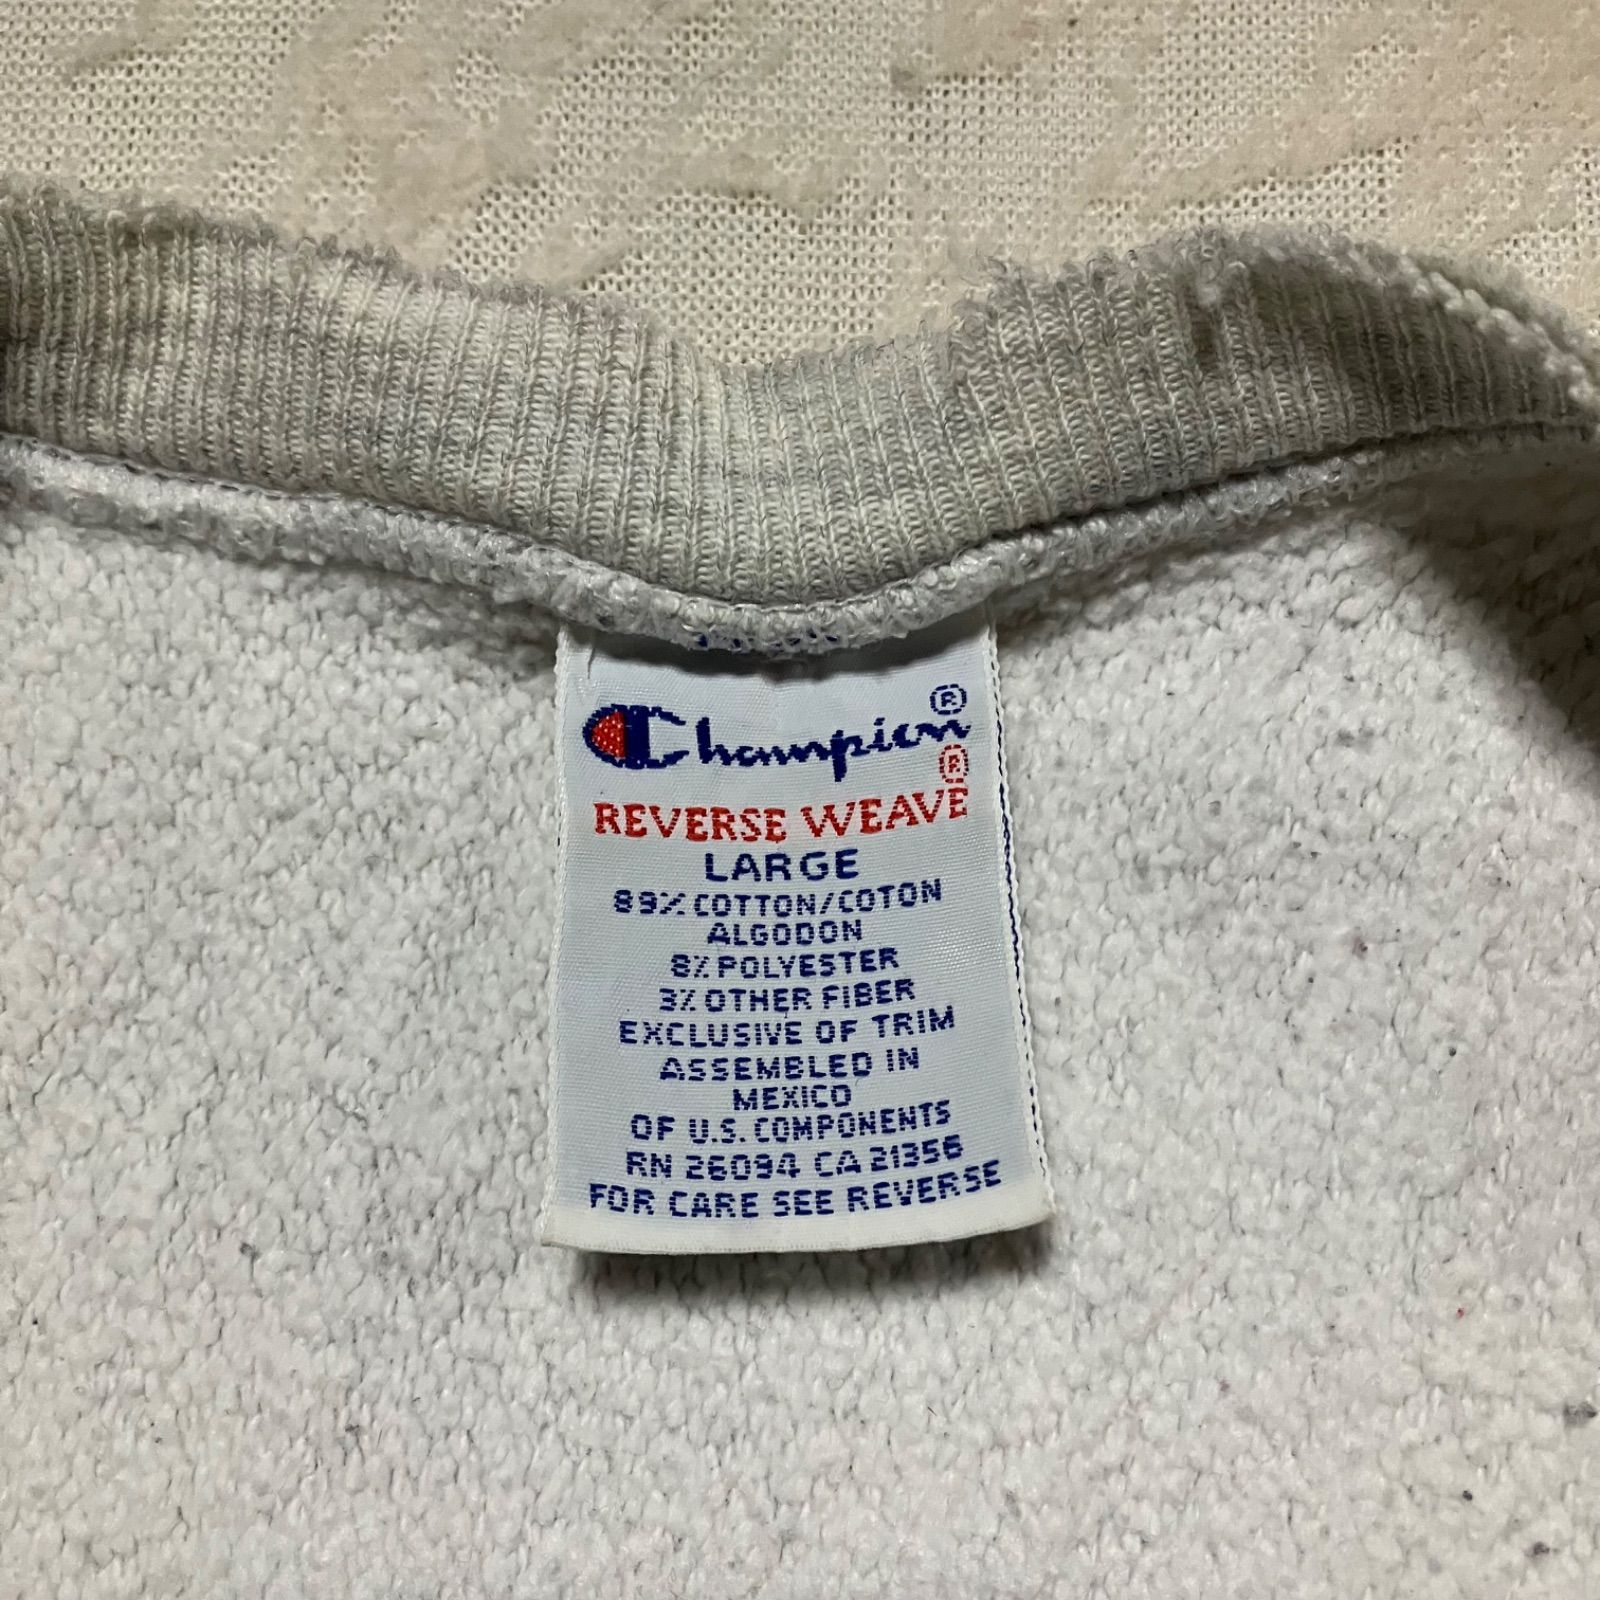 Champion®
®
REVERSE WEAVE
LARGE
89% COTTON/COTON
ALGODON
8% POLYESTER
3% OTHER FIBER
EXCLUSIVE OF TRIM
ASSEMBLED IN
MEXICO
OF U.S. COMPONENTS
RN 26094 CA 21356
FOR CARE SEE REVERSE